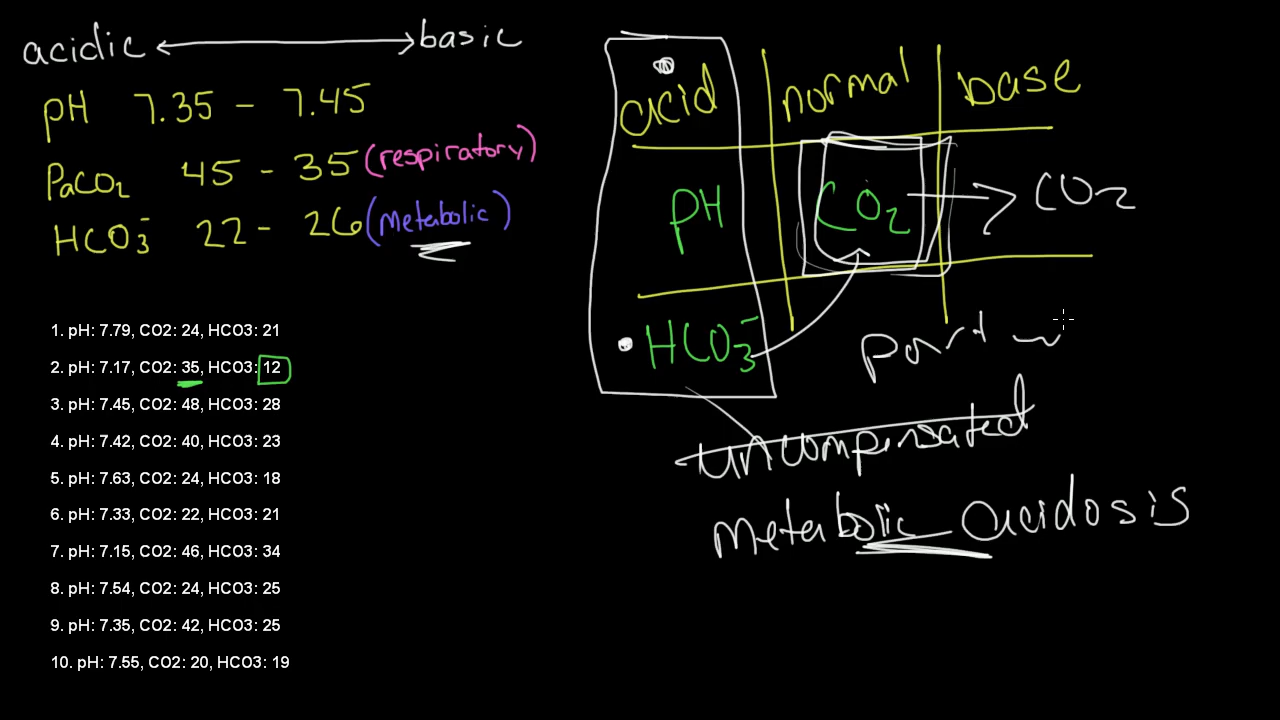 acidic basic
pH 7.35 - 7.45
PaCO2 45 - 35 (respiratory)
HCO3- 22 - 26 (metabolic)
1. pH: 7.79, CO2: 24, HCO3: 21
2. pH: 7.17, CO2: 35, HCO3: 12
3. pH: 7.45, CO2: 48, HCO3: 28
4. pH: 7.42, CO2: 40, HCO3: 23
5. pH: 7.63, CO2: 24, HCO3: 18
6. pH: 7.33, CO2: 22, HCO3: 21
7. pH: 7.15, CO2: 46, HCO3: 34
8. pH: 7.54, CO2: 24, HCO3: 25
9. pH: 7.35, CO2: 42, HCO3: 25
10. pH: 7.55, CO2: 20, HCO3: 19
acid normal base
pH CO2 CO2
HCO3-
part
uncompensated
metabolic acidosis